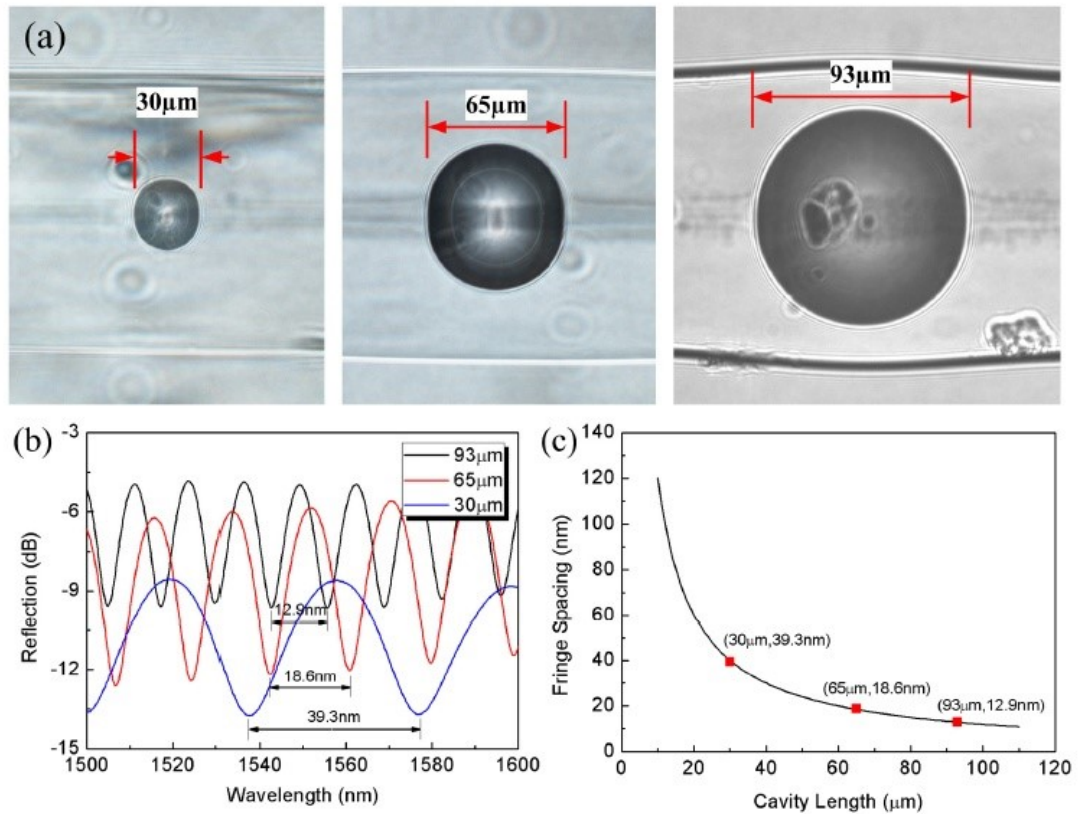 (a)
30µm
65µm
93µm
(b)
-3
-6
-9
-12
-15
Reflection (dB)
93µm
65µm
30µm
12.9nm
18.6nm
39.3nm
1500 1520 1540 1560 1580 1600
Wavelength (nm)
(c)
140
120
100
80
60
40
20
0
Fringe Spacing (nm)
(30µm,39.3nm)
(65µm,18.6nm)
(93µm,12.9nm)
0 20 40 60 80 100 120
Cavity Length (µm)